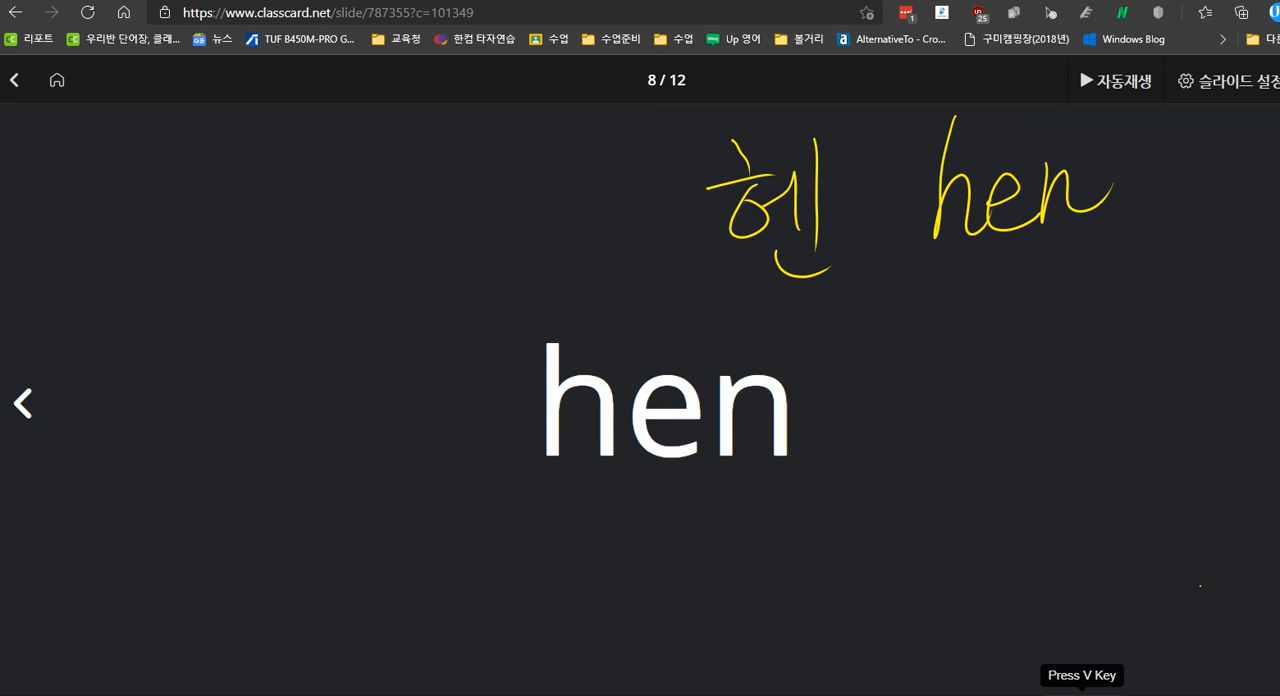 https://www.classcard.net/slide/787355?c=101349
1
25
리포트 우리반 단어장, 클래... 뉴스 TUF B450M-PRO G... 교육청 한컴 타자연습 수업 수업준비 수업 Up 영어 볼거리 AlternativeTo - Cro... 구미캠핑장(2018년) Windows Blog
8 / 12 자동재생 슬라이드 설정
헨 hen
hen
Press V Key